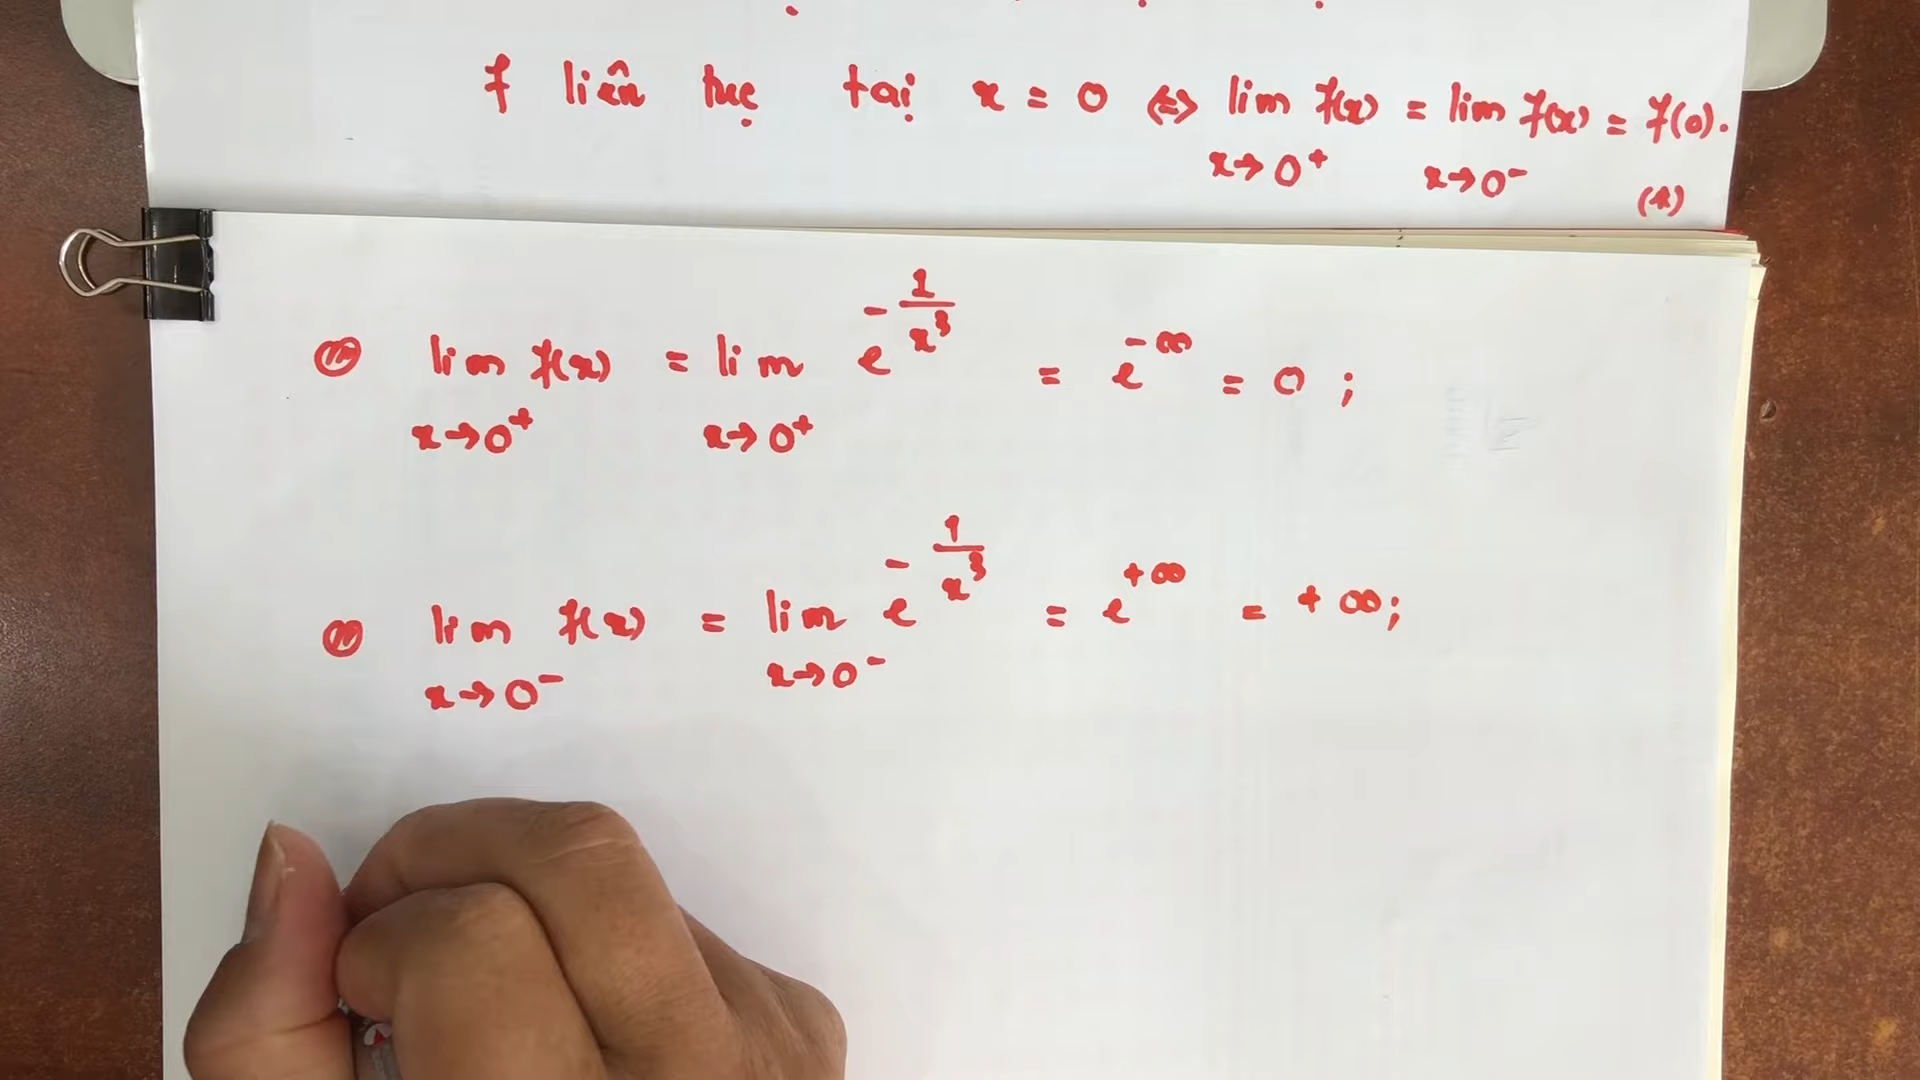 f liên tục tại x = 0 ⇔ lim f(x) = lim f(x) = f(0).
x→0⁺ x→0⁻ (*)
lim f(x) = lim e^(-1/x³) = e^(-∞) = 0 ;
x→0⁺ x→0⁺
lim f(x) = lim e^(-1/x³) = e^(+∞) = +∞;
x→0⁻ x→0⁻